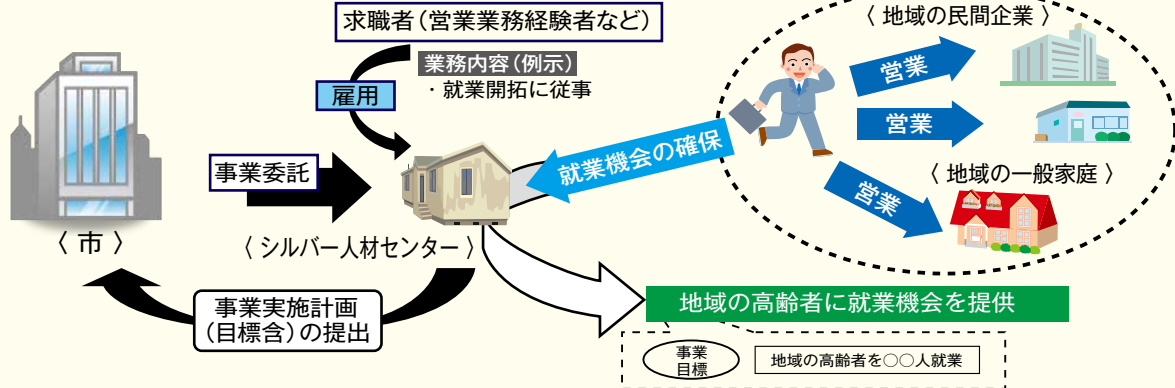 求職者(営業業務経験者など)
業務内容(例示)
・就業開拓に従事
雇用
事業委託
〈 市 〉
〈 シルバー人材センター 〉
事業実施計画
(目標含)の提出
就業機会の確保
〈 地域の民間企業 〉
営業
営業
〈 地域の一般家庭 〉
営業
地域の高齢者に就業機会を提供
事業
目標
地域の高齢者を○○人就業